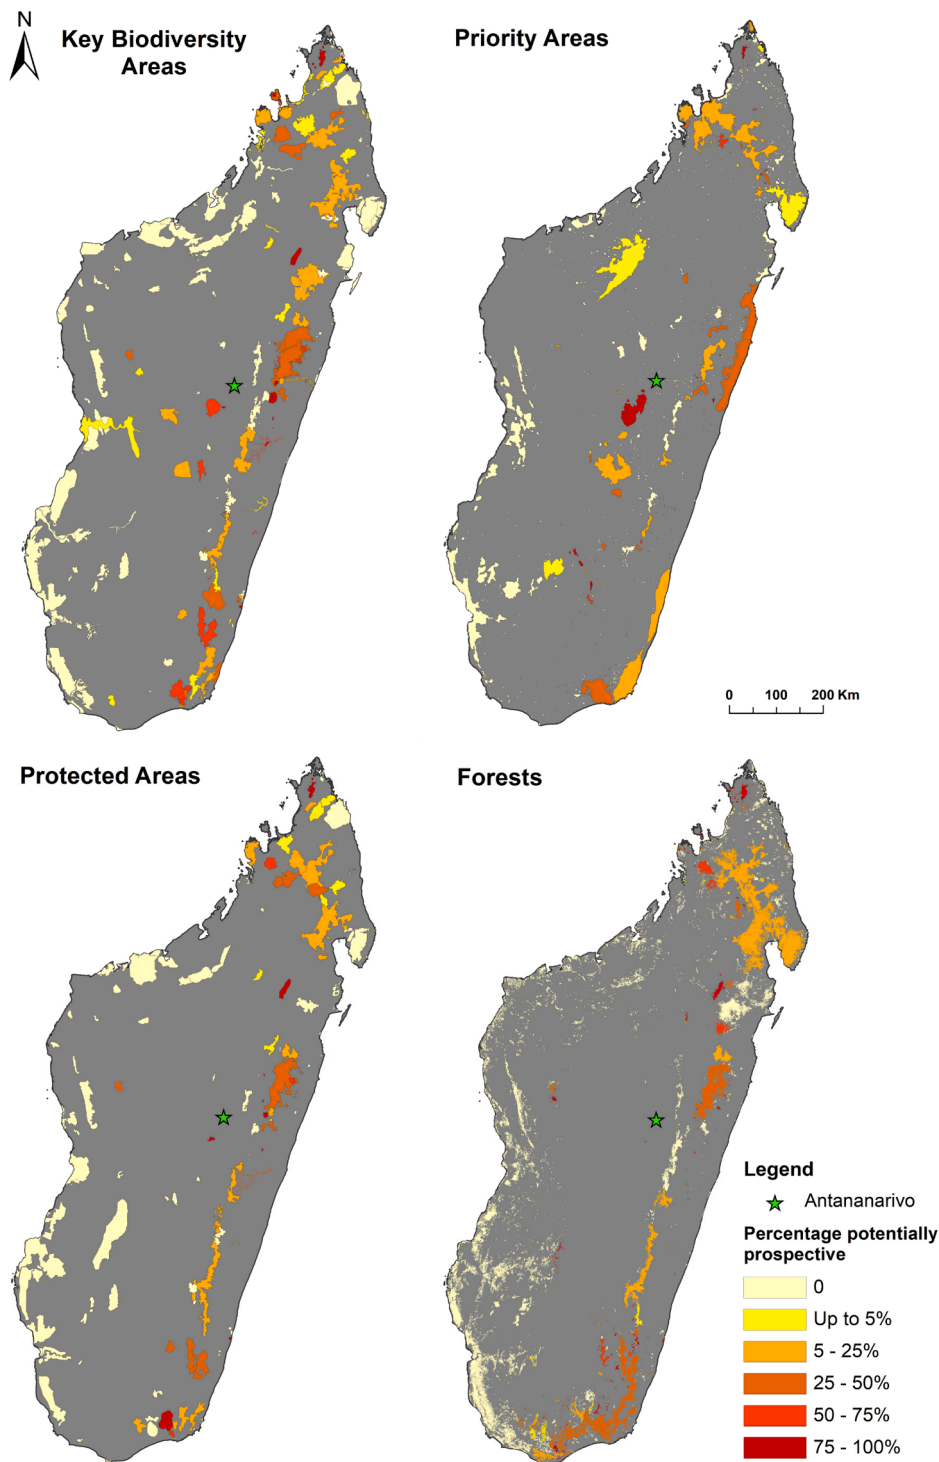 N
Key Biodiversity
Areas
Priority Areas
0 100 200 Km
Protected Areas
Forests
Legend
Antananarivo
Percentage potentially
prospective
0
Up to 5%
5 - 25%
25 - 50%
50 - 75%
75 - 100%